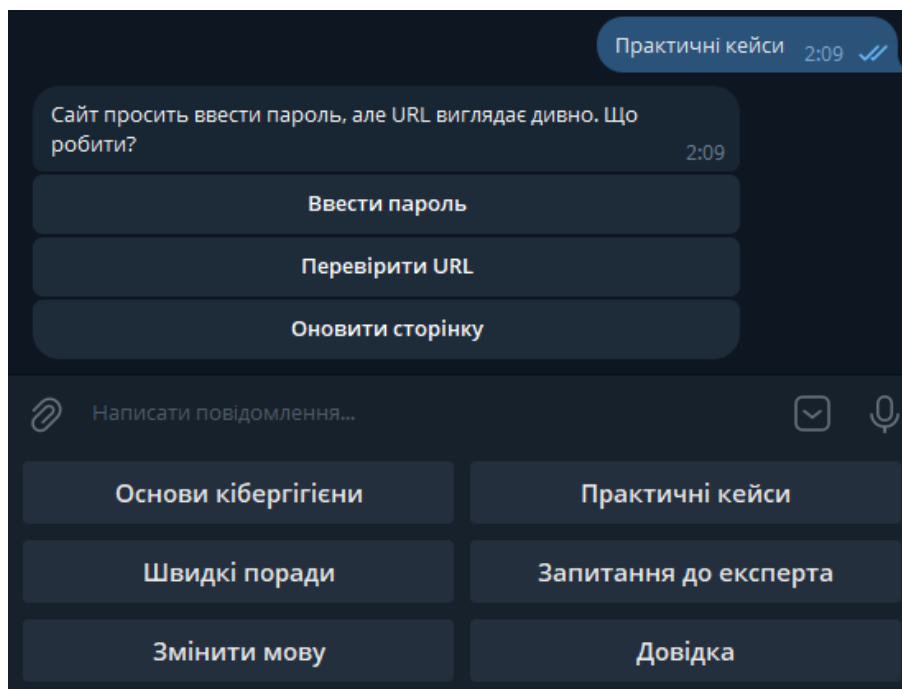 Практичні кейси 2:09
Сайт просить ввести пароль, але URL виглядає дивно. Що
робити? 2:09
Ввести пароль
Перевірити URL
Оновити сторінку
Написати повідомлення...
Основи кібергігієни Практичні кейси
Швидкі поради Запитання до експерта
Змінити мову Довідка